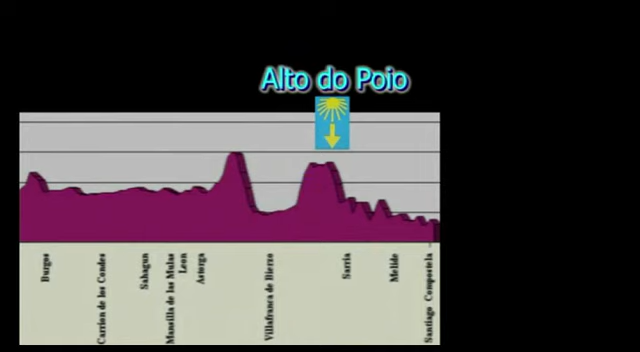 Alto do Poio
Burgos
Carrion de los Condes
Sahagun
Mansilla de las Mulas
Leon
Astorga
Villafranca de Bierzo
Sarria
Melide
Santiago Compostela